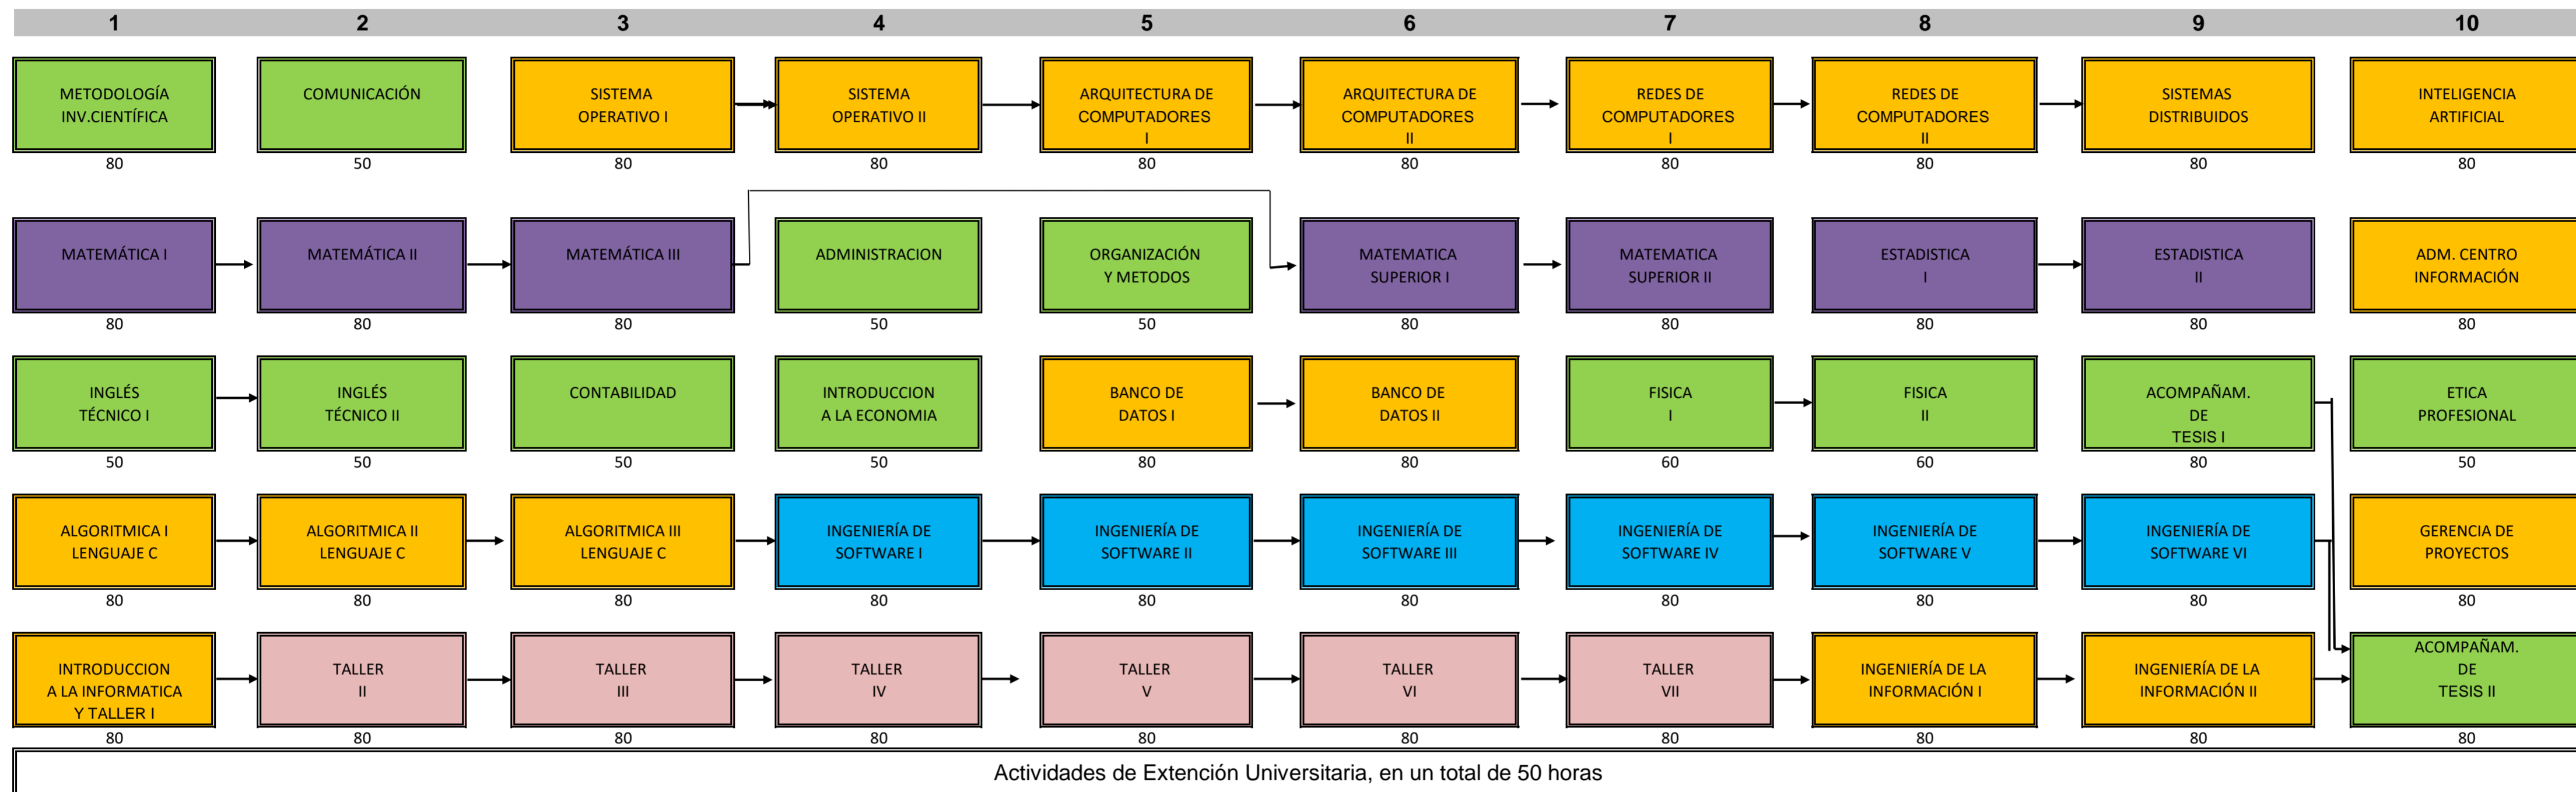 1 2 3 4 5 6 7 8 9 10
METODOLOGÍA
INV.CIENTÍFICA
80
COMUNICACIÓN
50
SISTEMA
OPERATIVO I
80
SISTEMA
OPERATIVO II
80
ARQUITECTURA DE
COMPUTADORES
I
80
ARQUITECTURA DE
COMPUTADORES
II
80
REDES DE
COMPUTADORES
I
80
REDES DE
COMPUTADORES
II
80
SISTEMAS
DISTRIBUIDOS
80
INTELIGENCIA
ARTIFICIAL
80
MATEMÁTICA I
80
MATEMÁTICA II
80
MATEMÁTICA III
80
ADMINISTRACION
50
ORGANIZACIÓN
Y METODOS
50
MATEMATICA
SUPERIOR I
80
MATEMATICA
SUPERIOR II
80
ESTADISTICA
I
80
ESTADISTICA
II
80
ADM. CENTRO
INFORMACIÓN
80
INGLÉS
TÉCNICO I
50
INGLÉS
TÉCNICO II
50
CONTABILIDAD
50
INTRODUCCION
A LA ECONOMIA
50
BANCO DE
DATOS I
80
BANCO DE
DATOS II
80
FISICA
I
60
FISICA
II
60
ACOMPAÑAM.
DE
TESIS I
80
ETICA
PROFESIONAL
50
ALGORITMICA I
LENGUAJE C
80
ALGORITMICA II
LENGUAJE C
80
ALGORITMICA III
LENGUAJE C
80
INGENIERÍA DE
SOFTWARE I
80
INGENIERÍA DE
SOFTWARE II
80
INGENIERÍA DE
SOFTWARE III
80
INGENIERÍA DE
SOFTWARE IV
80
INGENIERÍA DE
SOFTWARE V
80
INGENIERÍA DE
SOFTWARE VI
80
GERENCIA DE
PROYECTOS
80
INTRODUCCION
A LA INFORMATICA
Y TALLER I
80
TALLER
II
80
TALLER
III
80
TALLER
IV
80
TALLER
V
80
TALLER
VI
80
TALLER
VII
80
INGENIERÍA DE LA
INFORMACIÓN I
80
INGENIERÍA DE LA
INFORMACIÓN II
80
ACOMPAÑAM.
DE
TESIS II
80
Actividades de Extención Universitaria, en un total de 50 horas